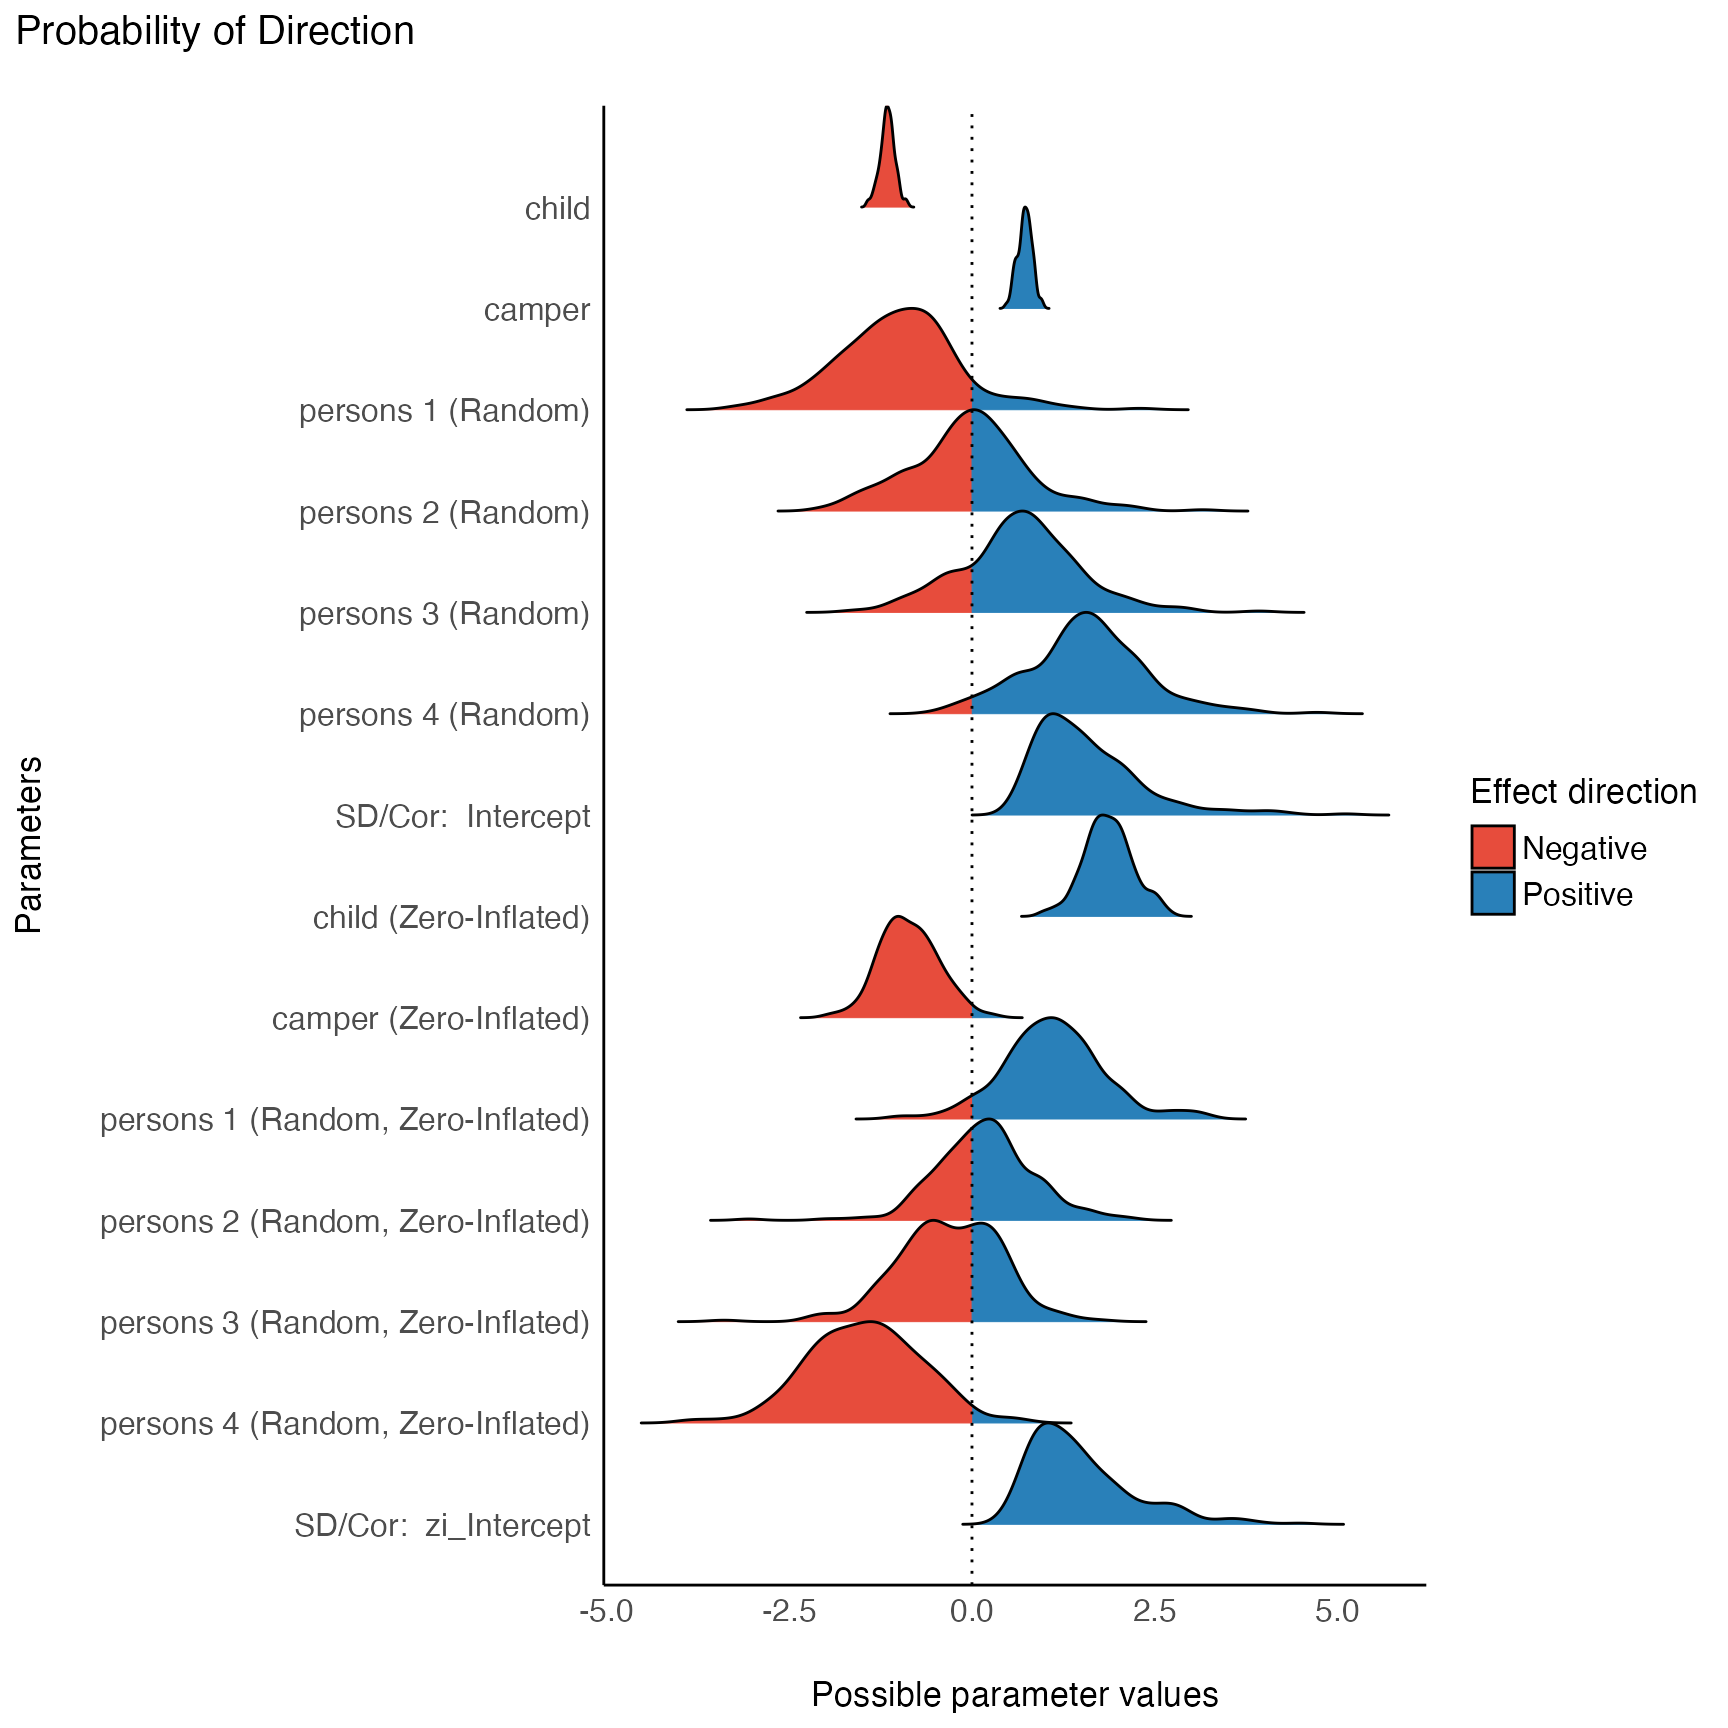 Probability of Direction
child
camper
persons 1 (Random)
persons 2 (Random)
persons 3 (Random)
persons 4 (Random)
SD/Cor:  Intercept
child (Zero-Inflated)
camper (Zero-Inflated)
persons 1 (Random, Zero-Inflated)
persons 2 (Random, Zero-Inflated)
persons 3 (Random, Zero-Inflated)
persons 4 (Random, Zero-Inflated)
SD/Cor:  zi_Intercept
Parameters
-5.0 -2.5 0.0 2.5 5.0
Possible parameter values
Effect direction
Negative
Positive